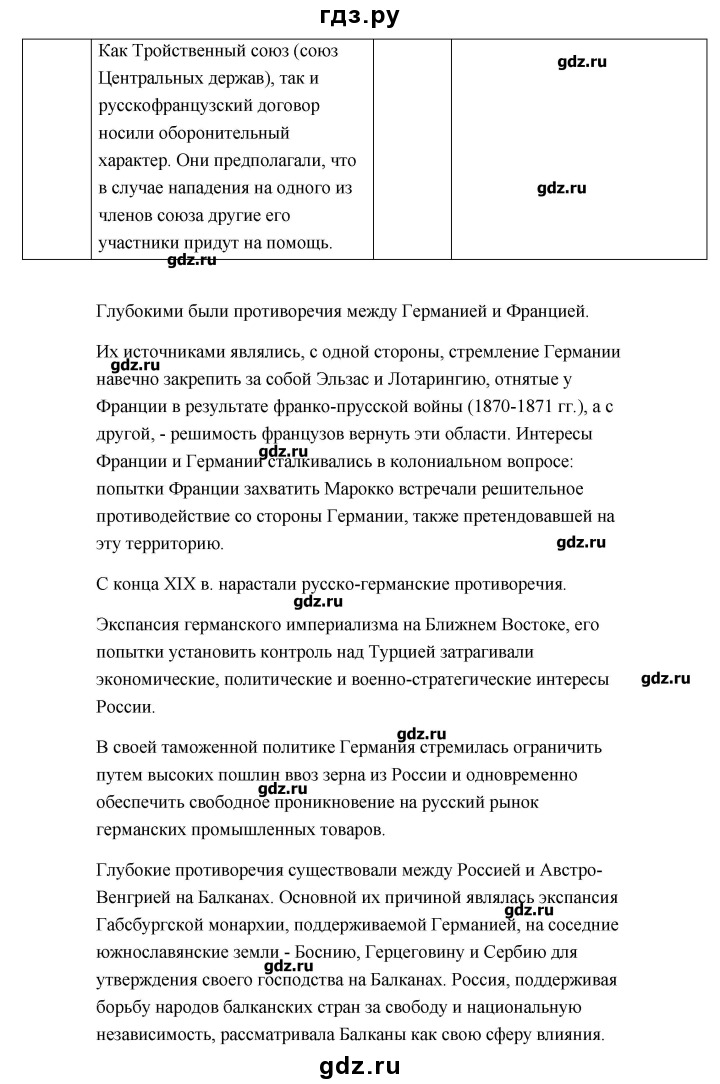 гдз.ру
Как Тройственный союз (союз
Центральных держав), так и
русскофранцузский договор
носили оборонительный
характер. Они предполагали, что
в случае нападения на одного из
членов союза другие его
участники придут на помощь.
gdz.ru
gdz.ru
gdz.ru
Глубокими были противоречия между Германией и Францией.
Их источниками являлись, с одной стороны, стремление Германии
gdz.ru
навечно закрепить за собой Эльзас и Лотарингию, отнятые у
Франции в результате франко-прусской войны (1870-1871 гг.), а с
другой, - решимость французов вернуть эти области. Интересы
gdz.ru
Франции и Германии сталкивались в колониальном вопросе:
попытки Франции захватить Марокко встречали решительное
противодействие со стороны Германии, также претендовавшей на
эту территорию.
gdz.ru
С конца XIX в. нарастали русско-германские противоречия.
gdz.ru
Экспансия германского империализма на Ближнем Востоке, его
попытки установить контроль над Турцией затрагивали
экономические, политические и военно-стратегические интересы
gdz.ru
России.
gdz.ru
В своей таможенной политике Германия стремилась ограничить
путем высоких пошлин ввоз зерна из России и одновременно
gdz.ru
обеспечить свободное проникновение на русский рынок
германских промышленных товаров.
Глубокие противоречия существовали между Россией и Австро-
Венгрией на Балканах. Основной их причиной являлась экспансия
gdz.ru
Габсбургской монархии, поддерживаемой Германией, на соседние
южнославянские земли - Боснию, Герцеговину и Сербию для
gdz.ru
утверждения своего господства на Балканах. Россия, поддерживая
борьбу народов балканских стран за свободу и национальную
независимость, рассматривала Балканы как свою сферу влияния.
gdz.ru